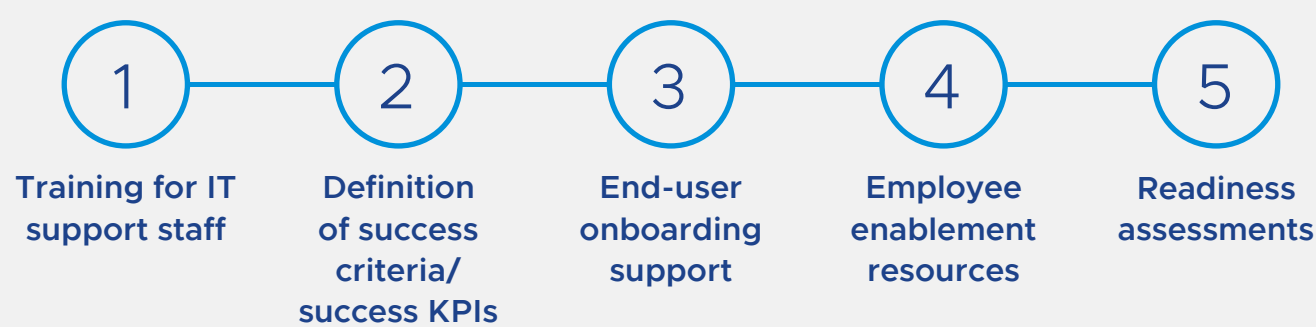 1
2
3
4
5
Training for IT
support staff
Definition
of success
criteria/
success KPIs
End-user
onboarding
support
Employee
enablement
resources
Readiness
assessments